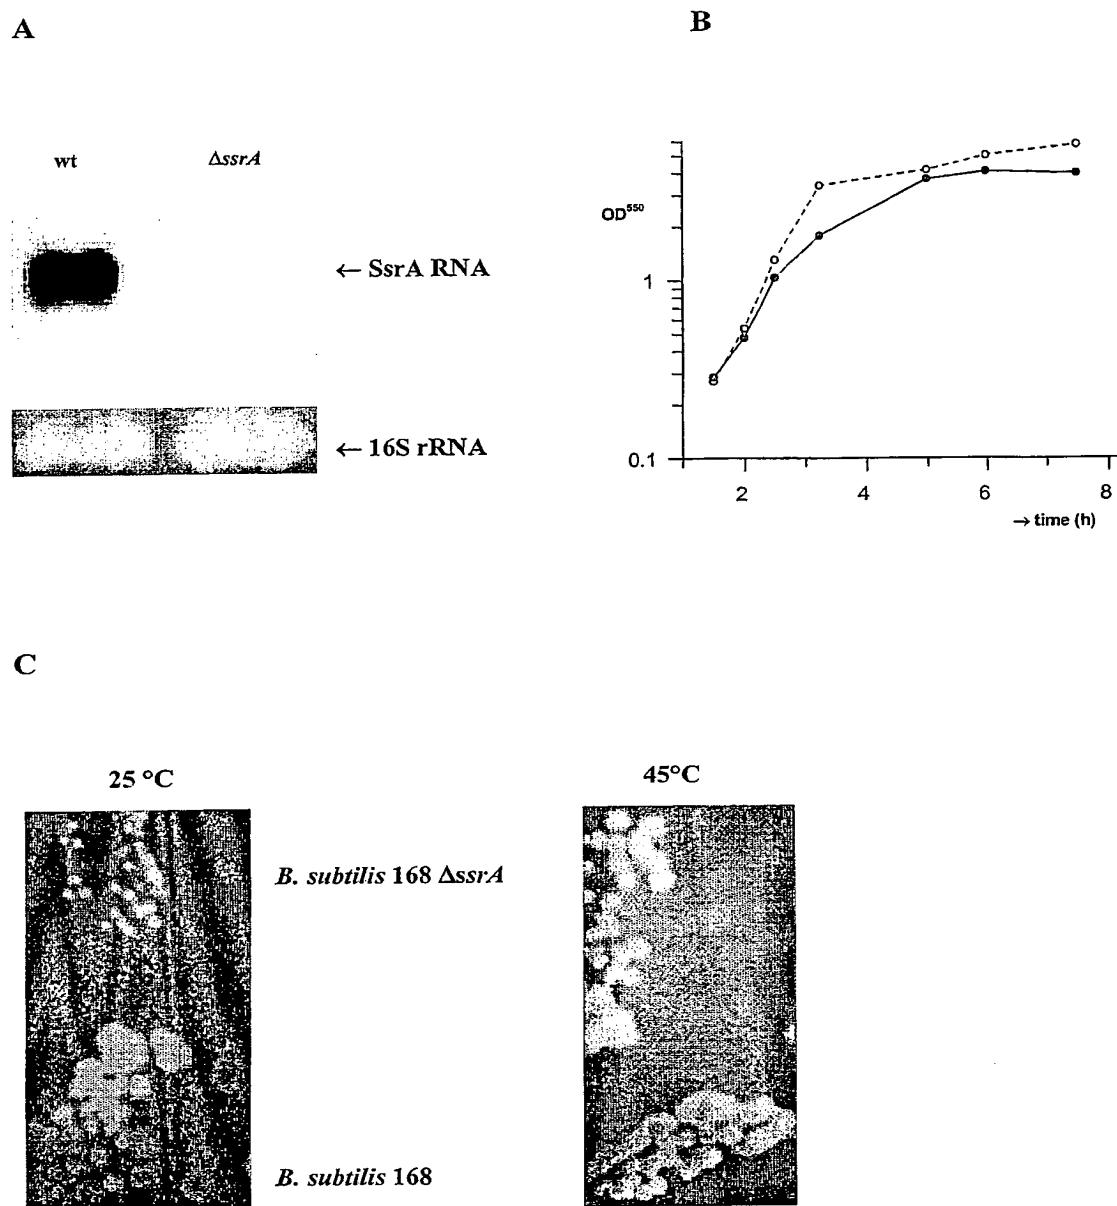 A
B
wt
ΔssrA
← SsrA RNA
← 16S rRNA
OD550
1
0.1
2
4
6
8
→ time (h)
C
25 °C
45°C
B. subtilis 168 ΔssrA
B. subtilis 168